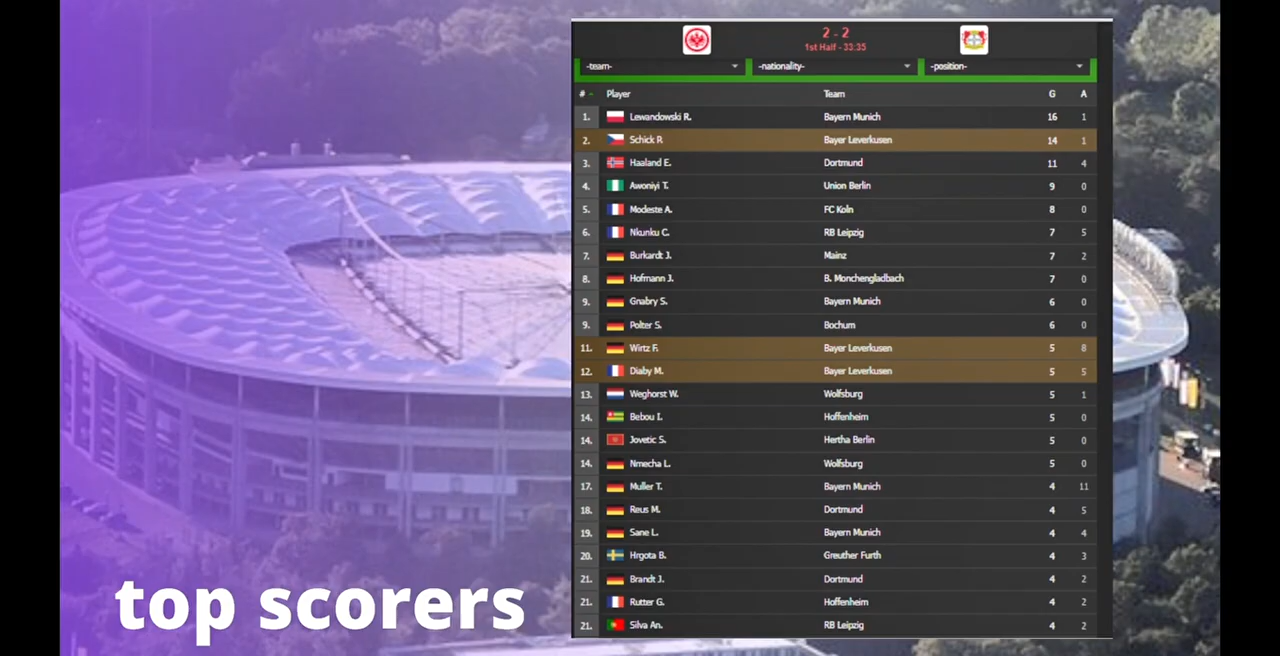 2 - 2
1st Half - 33:35
-team- -nationality- -position-
# Player Team G A
1. Lewandowski R. Bayern Munich 16 1
2. Schick P. Bayer Leverkusen 14 1
3. Haaland E. Dortmund 11 4
4. Awoniyi T. Union Berlin 9 0
5. Modeste A. FC Koln 8 0
6. Nkunku C. RB Leipzig 7 5
7. Burkardt J. Mainz 7 2
8. Hofmann J. B. Monchengladbach 7 0
9. Gnabry S. Bayern Munich 6 0
9. Polter S. Bochum 6 0
11. Wirtz F. Bayer Leverkusen 5 8
12. Diaby M. Bayer Leverkusen 5 5
13. Weghorst W. Wolfsburg 5 1
14. Bebou I. Hoffenheim 5 0
14. Jovetic S. Hertha Berlin 5 0
14. Nmecha L. Wolfsburg 5 0
17. Muller T. Bayern Munich 4 11
18. Reus M. Dortmund 4 5
19. Sane L. Bayern Munich 4 4
20. Hrgota B. Greuther Furth 4 3
21. Brandt J. Dortmund 4 2
21. Rutter G. Hoffenheim 4 2
21. Silva An. RB Leipzig 4 2
top scorers